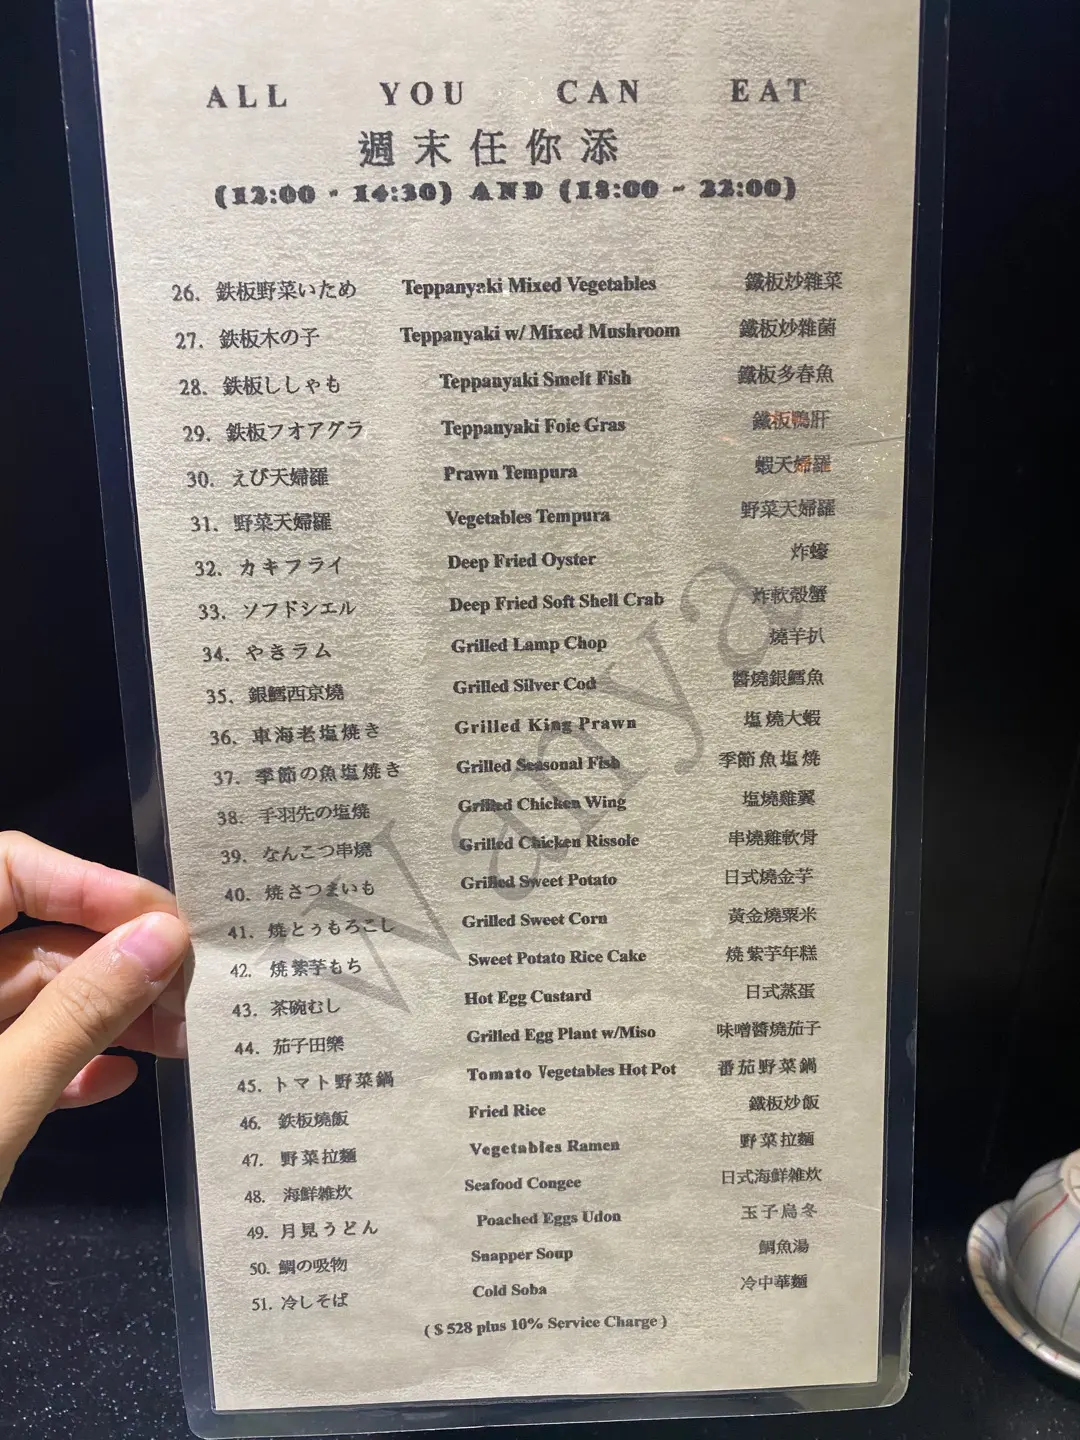 ALL YOU CAN EAT
週末任你添
(12:00 - 14:30) AND (18:00 - 22:00)
26. 鉄板野菜いため Teppanyaki Mixed Vegetables 鐵板炒雜菜
27. 鉄板木の子 Teppanyaki w/ Mixed Mushroom 鐵板炒雜菌
28. 鉄板ししゃも Teppanyaki Smelt Fish 鐵板多春魚
29. 鉄板フオアグラ Teppanyaki Foie Gras 鐵板鴨肝
30. えび天婦羅 Prawn Tempura 蝦天婦羅
31. 野菜天婦羅 Vegetables Tempura 野菜天婦羅
32. カキフライ Deep Fried Oyster 炸蠔
33. ソフドシエル Deep Fried Soft Shell Crab 炸軟殼蟹
34. やきラム Grilled Lamp Chop 燒羊扒
35. 銀鱈西京燒 Grilled Silver Cod 醬燒銀鱈魚
36. 車海老塩焼き Grilled King Prawn 塩燒大蝦
37. 季節の魚塩焼き Grilled Seasonal Fish 季節魚塩焼
38. 手羽先の塩燒 Grilled Chicken Wing 塩燒雞翼
39. なんこつ串燒 Grilled Chicken Rissole 串燒雞軟骨
40. 焼さつまいも Grilled Sweet Potato 日式燒金芋
41. 焼とぅもろこし Grilled Sweet Corn 黃金燒粟米
42. 焼紫芋もち Sweet Potato Rice Cake 焼紫芋年糕
43. 茶碗むし Hot Egg Custard 日式蒸蛋
44. 茄子田樂 Grilled Egg Plant w/Miso 味噌醬燒茄子
45. トマト野菜鍋 Tomato Vegetables Hot Pot 番茄野菜鍋
46. 鉄板燒飯 Fried Rice 鐵板炒飯
47. 野菜拉麵 Vegetables Ramen 野菜拉麵
48. 海鮮雑炊 Seafood Congee 日式海鮮雑炊
49. 月見うどん Poached Eggs Udon 玉子烏冬
50. 鯛の吸物 Snapper Soup 鯛魚湯
51. 冷しそば Cold Soba 冷中華麵
( $ 528 plus 10% Service Charge )
Wanya